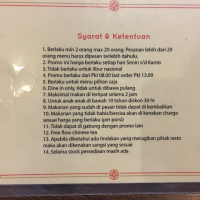 Syarat & Ketentuan
1. Berlaku min 2 orang max 20 orang. Pesanan lebih dari 20
orang menu harus dipesan terlebih dahulu.
2. Promo ini hanya berlaku setiap hari Senin s/d Kamis
3. Tidak berlaku untuk libur nasional
4. Promo berlaku dari Pkl 08.00 last order Pkl 13.00
5. Berlaku untuk menu pilihan saja
6. Dine in only, tidak untuk dibawa pulang
7. Maksimal makan di tempat selama 2 jam
8. Untuk anak-anak di bawah 10 tahun diskon 30 %
9. Makanan yang sudah di pesan tidak dapat di kembalikan
10. Makanan yang tidak habis/bersisa akan di kenakan charge
sesuai harga yang berlaku (per porsi)
11. Tidak dapat di gabung dengan promo lain
12. Free flow chinese tea
13. Apabila diketahui ada tindakan yang merugikan pihak resto
maka akan dikenakan sangsi yang sesuai
14. Selama stock persediaan masih ada